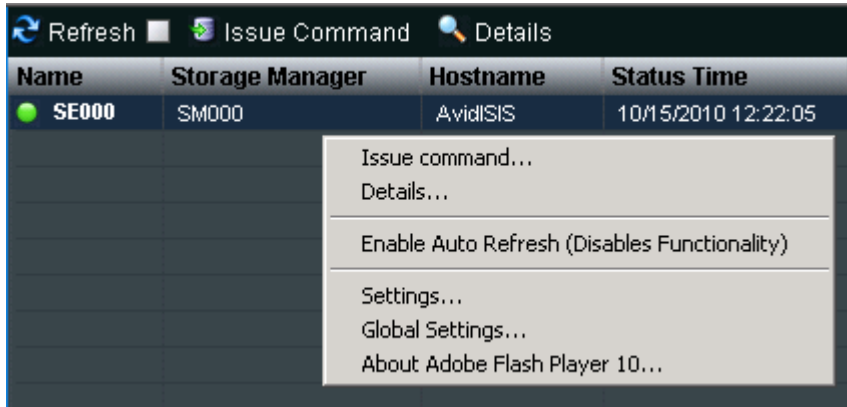 Refresh Issue Command Details
Name Storage Manager Hostname Status Time
SE000 SM000 AvidISIS 10/15/2010 12:22:05
Issue command...
Details...
Enable Auto Refresh (Disables Functionality)
Settings...
Global Settings...
About Adobe Flash Player 10...